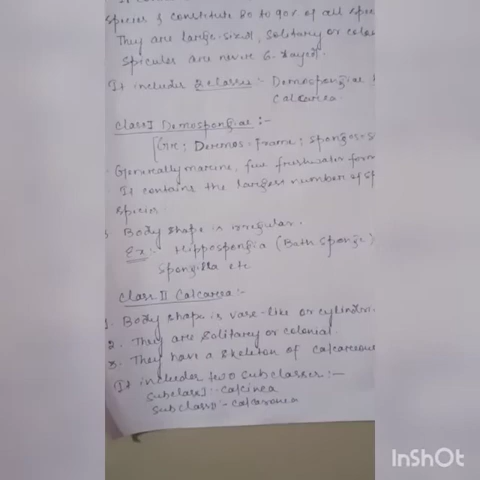 species & constitute 80 to 90% of all spe
They are large-sized, solitary or colo
Spicules are never 6-rayed.
It includes 2 classes :- Demospongiae
Calcarea.
Class I Demospongiae :-
[Gr; Demos-Frame; Spongos=S
Generally marine, few freshwater form
It contains the largest number of sp
species.
Body shape is irregular.
Ex:- Hippospongia (Bath Sponge)
Spongilla etc
Class II Calcarea :-
1. Body shape is vase-like or cylinder
2. They are solitary or colonial.
3. They have a skeleton of calcareous
It includes two subclasses :-
Subclass I :- Calcinea
Subclass II :- Calcaronea
InShOt